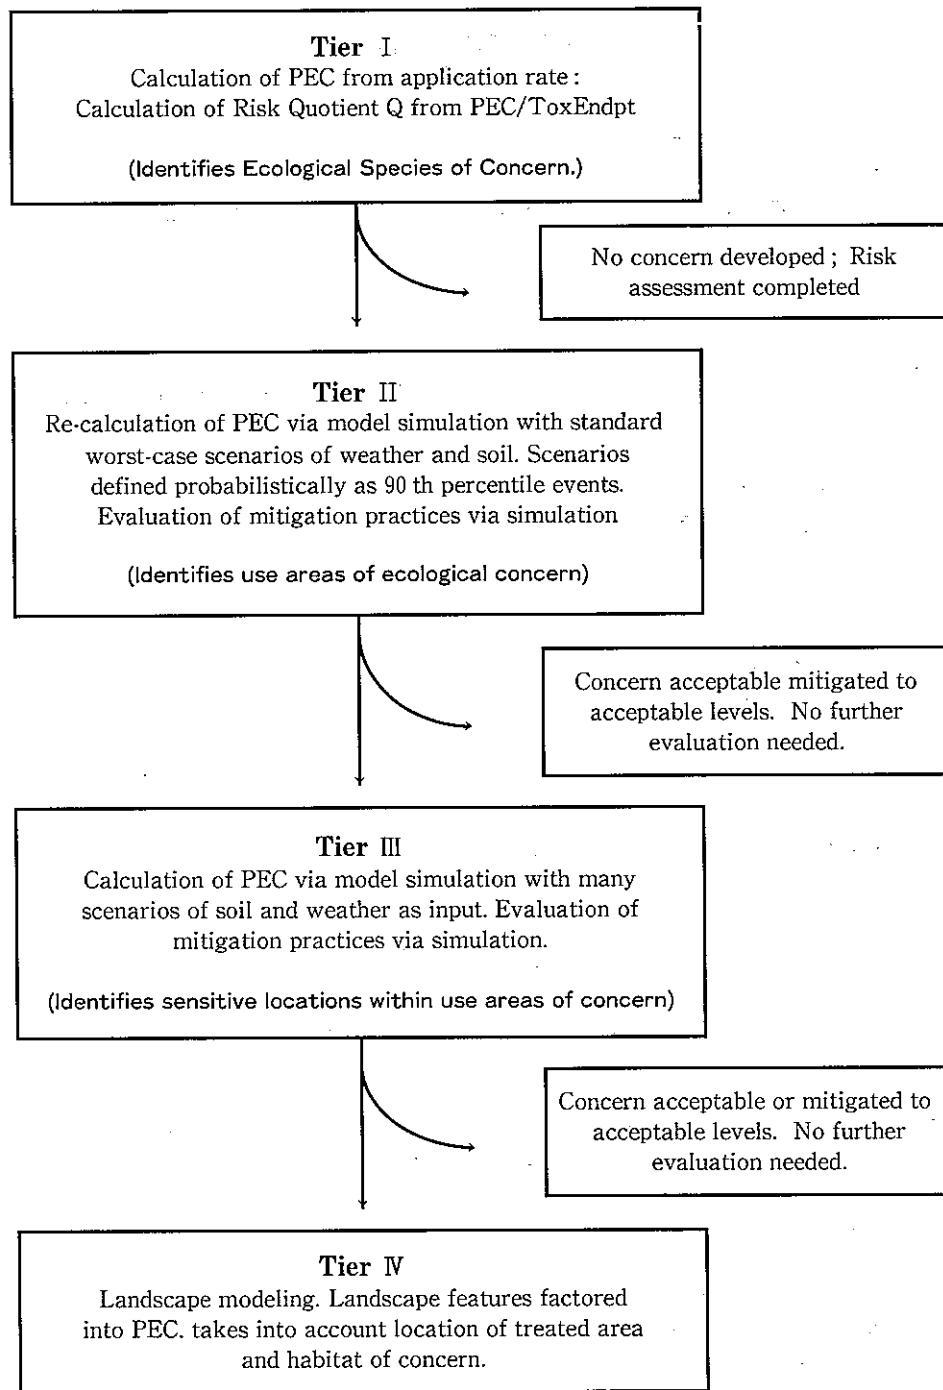 Tier Ⅰ
Calculation of PEC from application rate :
Calculation of Risk Quotient Q from PEC/ToxEndpt
(Identifies Ecological Species of Concern.)
No concern developed ; Risk
assessment completed
Tier Ⅱ
Re-calculation of PEC via model simulation with standard
worst-case scenarios of weather and soil. Scenarios
defined probabilistically as 90 th percentile events.
Evaluation of mitigation practices via simulation
(Identifies use areas of ecological concern)
Concern acceptable mitigated to
acceptable levels. No further
evaluation needed.
Tier Ⅲ
Calculation of PEC via model simulation with many
scenarios of soil and weather as input. Evaluation of
mitigation practices via simulation.
(Identifies sensitive locations within use areas of concern)
Concern acceptable or mitigated to
acceptable levels. No further
evaluation needed.
Tier Ⅳ
Landscape modeling. Landscape features factored
into PEC. takes into account location of treated area
and habitat of concern.